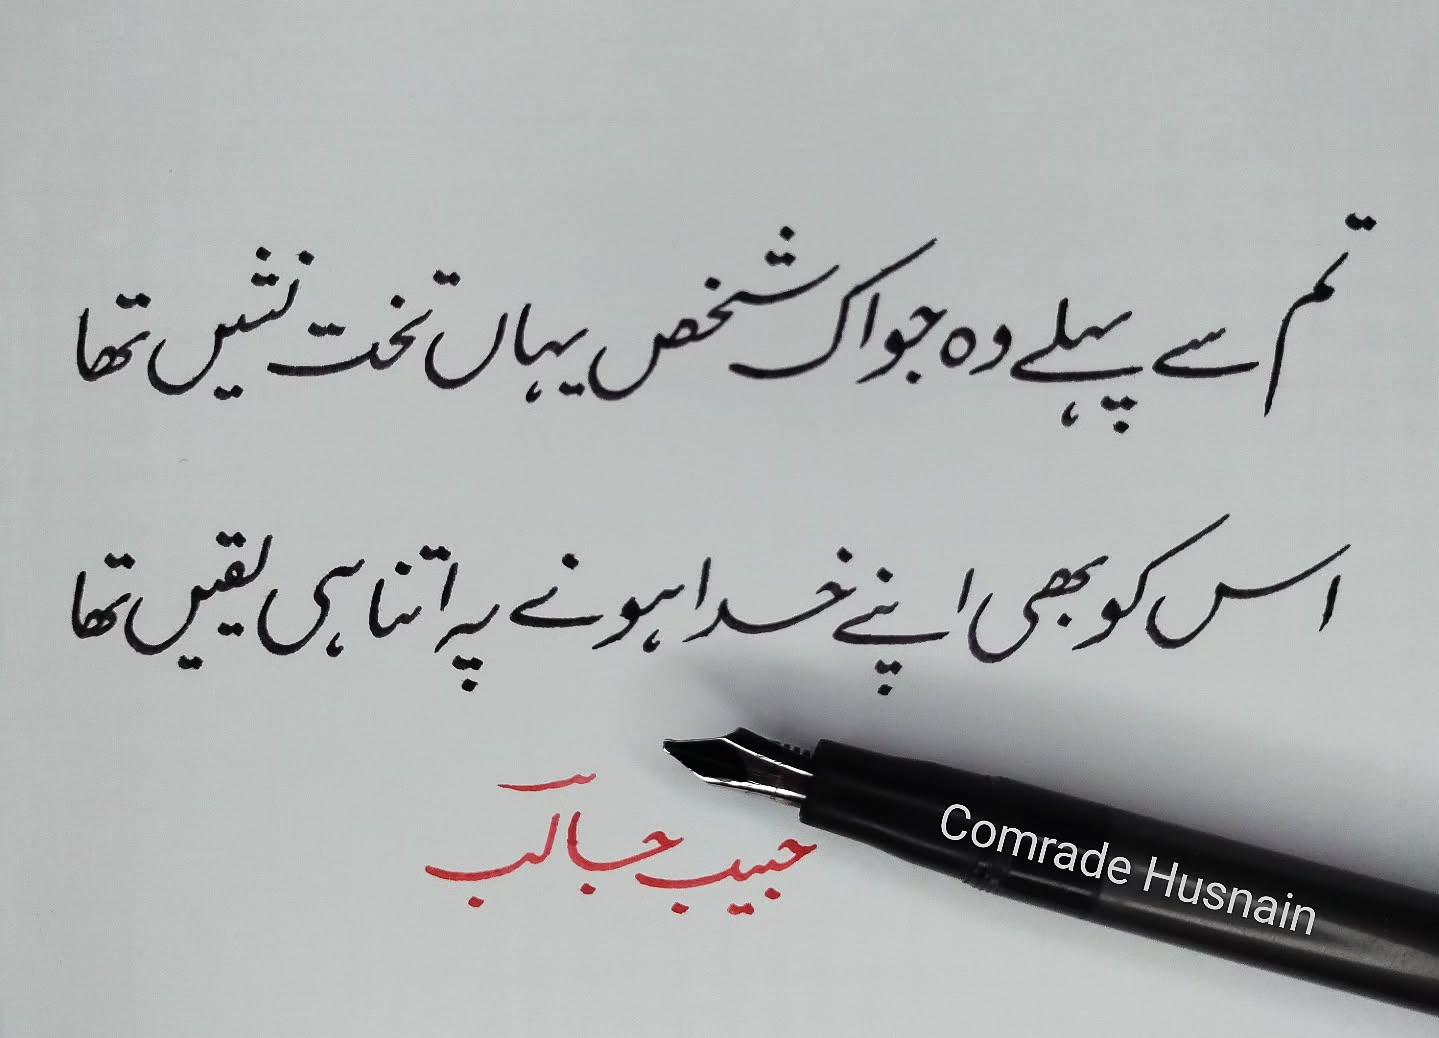 تم سے پہلے وہ جو اک شخص یہاں تخت نشیں تھا
اس کو بھی اپنے خدا ہونے پہ اتنا ہی یقیں تھا
حبیب جالب
Comrade Husnain